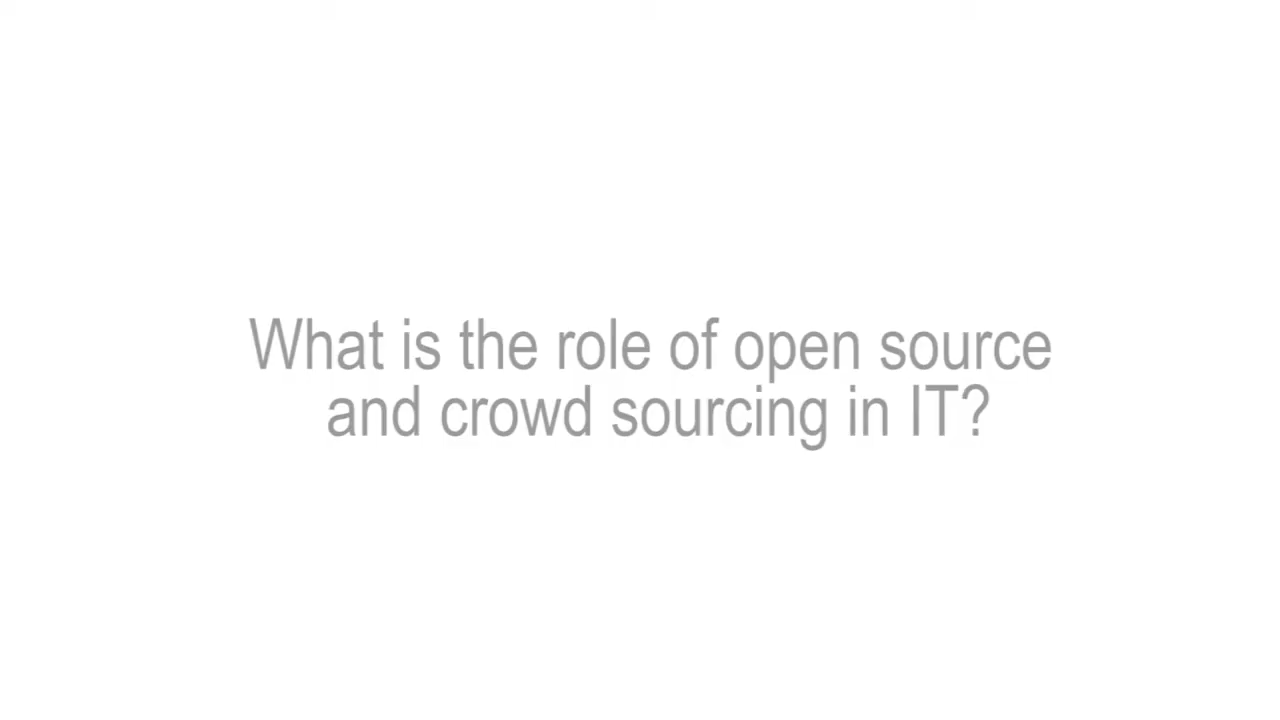 What is the role of open source
and crowd sourcing in IT?